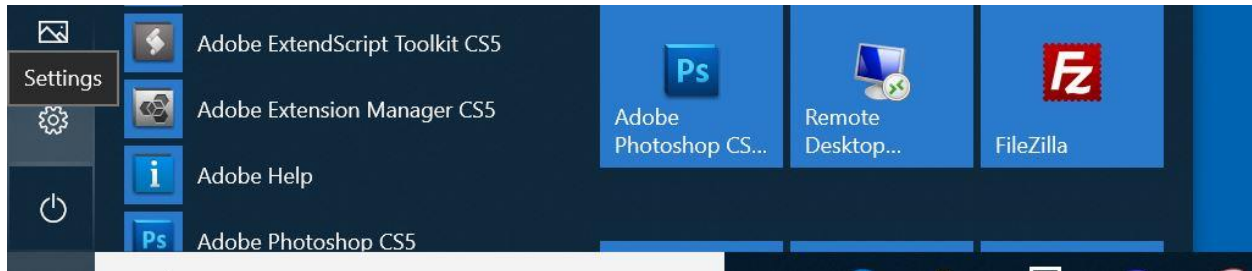 Settings
Adobe ExtendScript Toolkit CS5
Adobe Extension Manager CS5
Adobe Help
Ps Adobe Photoshop CS5
Ps
Adobe
Photoshop CS...
Remote
Desktop...
Fz
FileZilla